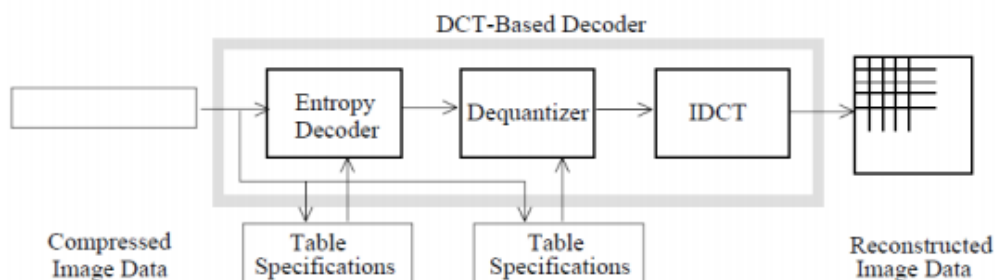 DCT-Based Decoder
Entropy
Decoder
Dequantizer
IDCT
Compressed
Image Data
Table
Specifications
Table
Specifications
Reconstructed
Image Data